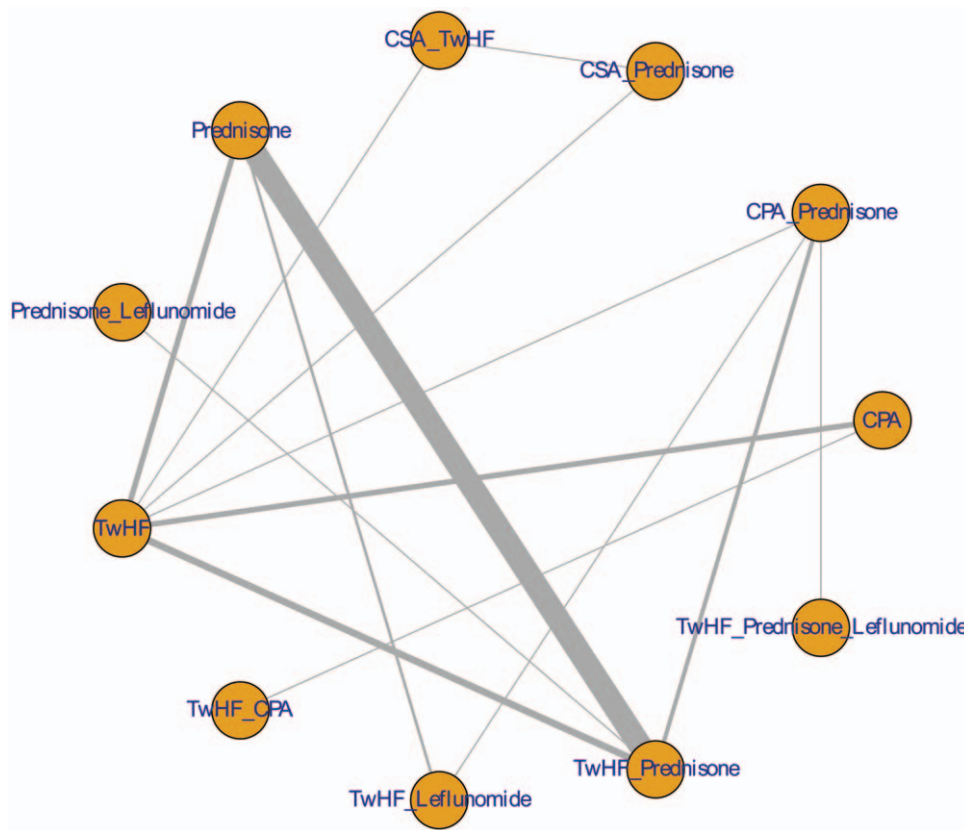 CSA_TwHF
CSA_Prednisone
Prednisone
CPA_Prednisone
Prednisone_Leflunomide
CPA
TwHF
TwHF_Prednisone_Leflunomide
TwHF_CPA
TwHF_Prednisone
TwHF_Leflunomide